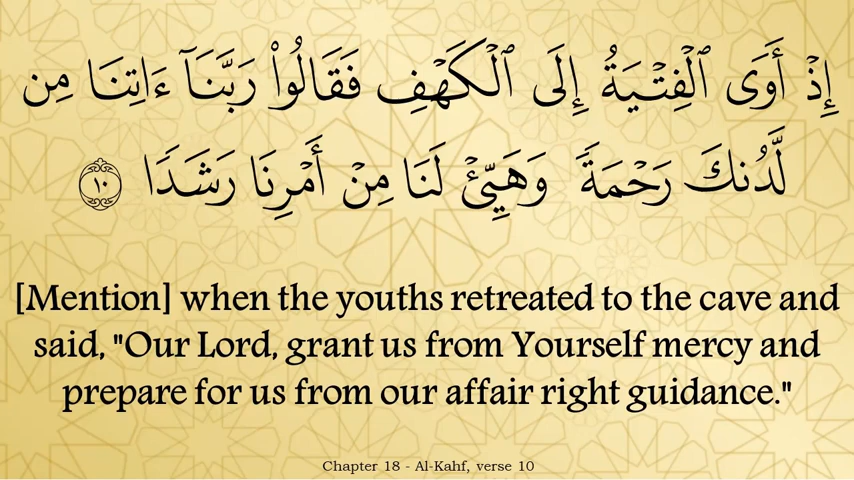 إِذْ أَوَى ٱلْفِتْيَةُ إِلَى ٱلْكَهْفِ فَقَالُوا۟ رَبَّنَآ ءَاتِنَا مِن
لَّدُنكَ رَحْمَةً وَهَيِّئْ لَنَا مِنْ أَمْرِنَا رَشَدًا ١٠
[Mention] when the youths retreated to the cave and
said, "Our Lord, grant us from Yourself mercy and
prepare for us from our affair right guidance."
Chapter 18 - Al-Kahf, verse 10